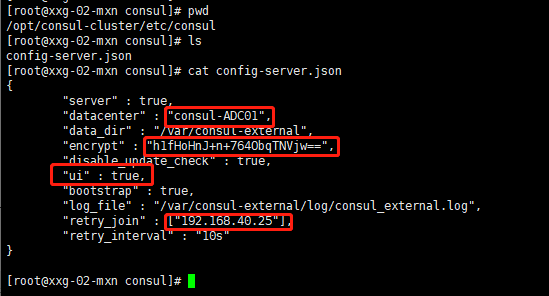 [root@xxg-02-mxn consul]# pwd
/opt/consul-cluster/etc/consul
[root@xxg-02-mxn consul]# ls
config-server.json
[root@xxg-02-mxn consul]# cat config-server.json
{
"server" : true,
"datacenter" : "consul-ADC01",
"data_dir" : "/var/consul-external",
"encrypt" : "h1fHoHnJ+n+764ObqTNVjw==",
"disable_update_check" : true,
"ui" : true,
"bootstrap" : true,
"log_file" : "/var/consul-external/log/consul_external.log",
"retry_join" : ["192.168.40.25"],
"retry_interval" : "10s"
}
[root@xxg-02-mxn consul]#